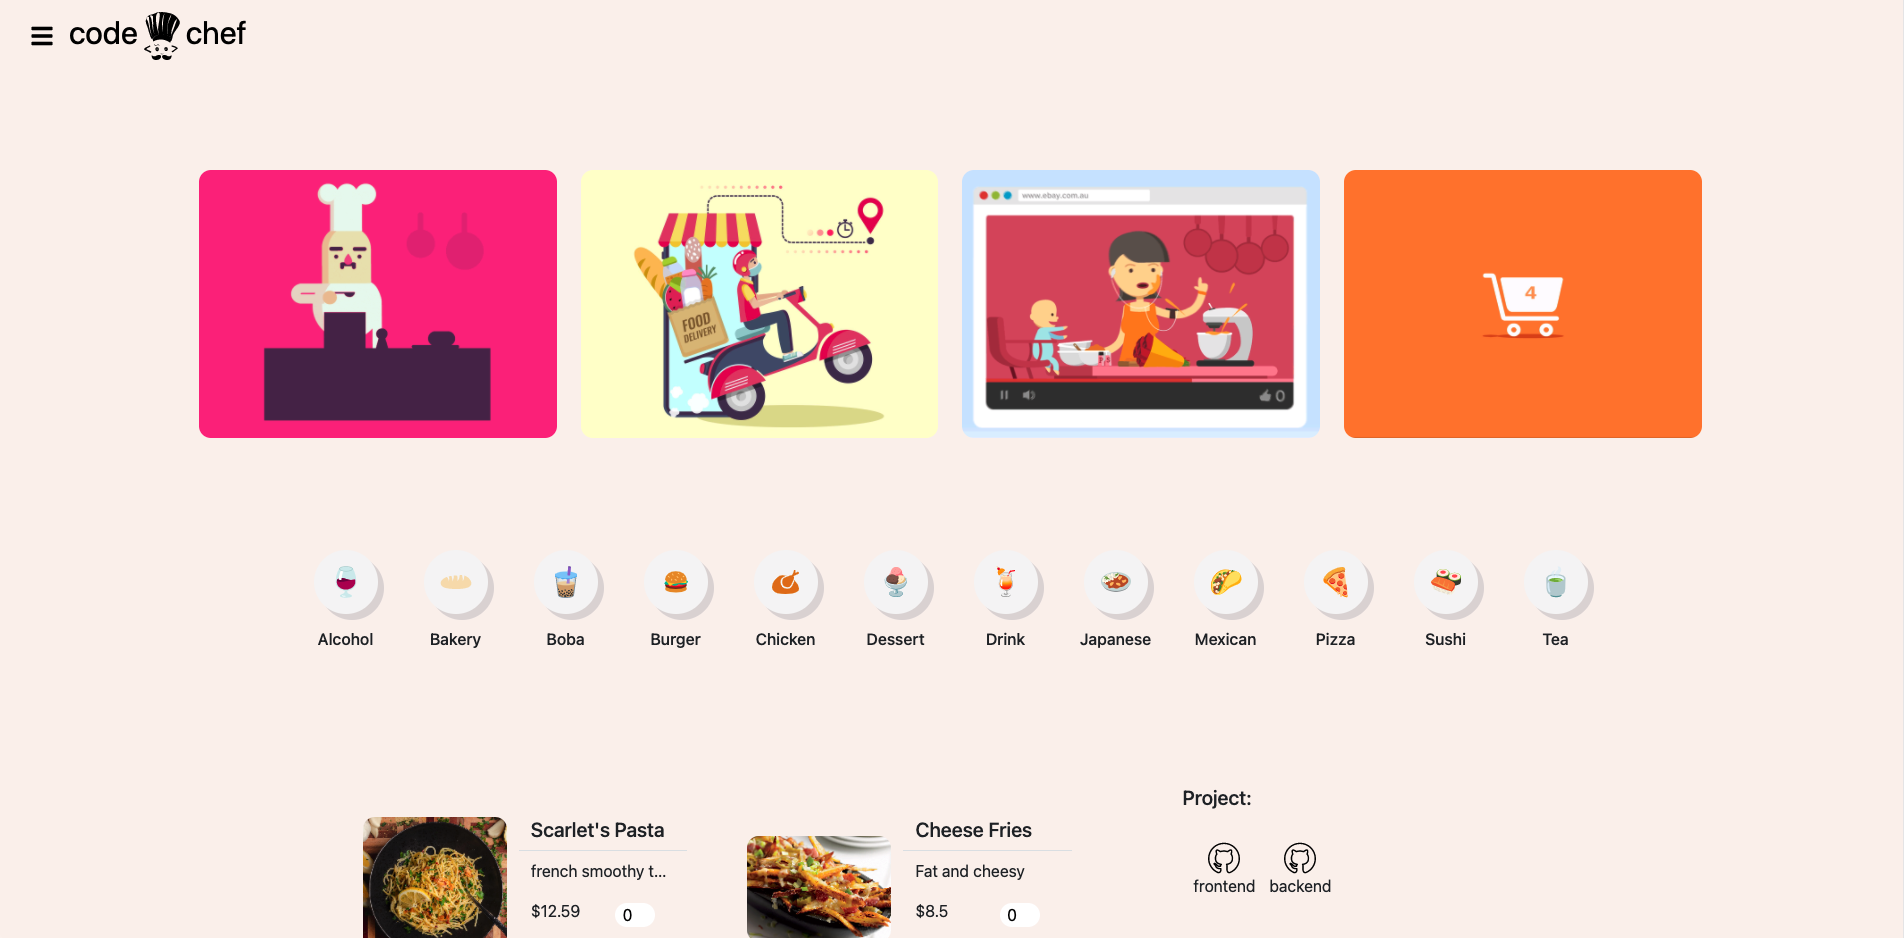 code chef
www.ebay.com.au
FOOD
DELIVERY
0
4
Alcohol
Bakery
Boba
Burger
Chicken
Dessert
Drink
Japanese
Mexican
Pizza
Sushi
Tea
Scarlet's Pasta
french smoothy t...
$12.59
0
Cheese Fries
Fat and cheesy
$8.5
0
Project:
frontend
backend